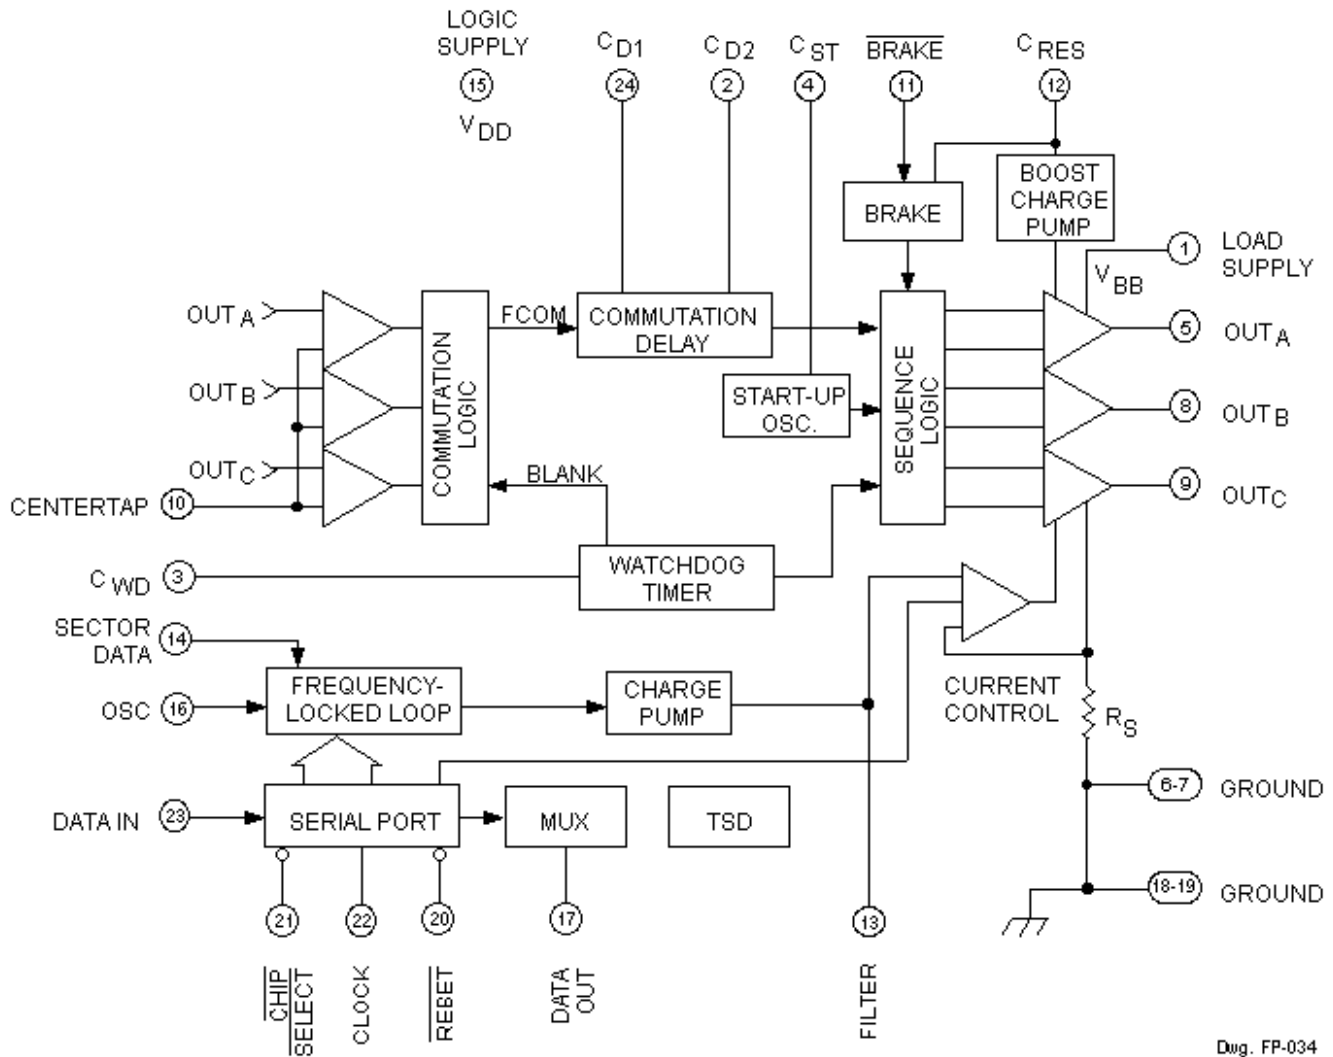 LOGIC
SUPPLY
15
VDD
CD1
24
CD2
2
CST
4
BRAKE
11
CRES
12
BRAKE
BOOST
CHARGE
PUMP
1
LOAD
SUPPLY
VBB
OUTA
FCOM
COMMUTATION
DELAY
5
OUTA
OUTB
COMMUTATION
LOGIC
START-UP
OSC.
SEQUENCE
LOGIC
8
OUTB
OUTC
BLANK
9
OUTC
CENTERTAP
10
CWD
3
WATCHDOG
TIMER
SECTOR
DATA
14
OSC
16
FREQUENCY-
LOCKED LOOP
CHARGE
PUMP
CURRENT
CONTROL
RS
DATA IN
23
SERIAL PORT
MUX
TSD
6-7
GROUND
18-19
GROUND
21
22
20
17
13
CHIP
SELECT
CLOCK
REBET
DATA
OUT
FILTER
Dwg. FP-034